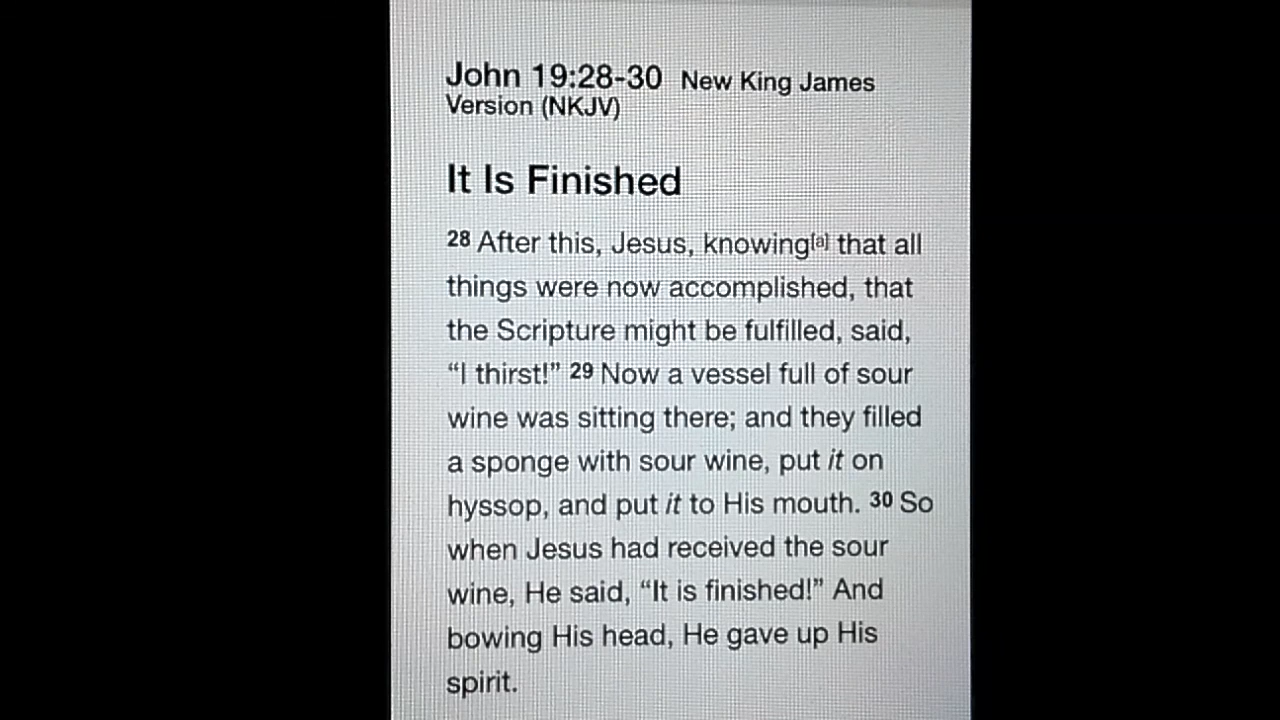 John 19:28-30 New King James
Version (NKJV)
It Is Finished
28 After this, Jesus, knowing[a] that all
things were now accomplished, that
the Scripture might be fulfilled, said,
“I thirst!” 29 Now a vessel full of sour
wine was sitting there; and they filled
a sponge with sour wine, put it on
hyssop, and put it to His mouth. 30 So
when Jesus had received the sour
wine, He said, “It is finished!” And
bowing His head, He gave up His
spirit.